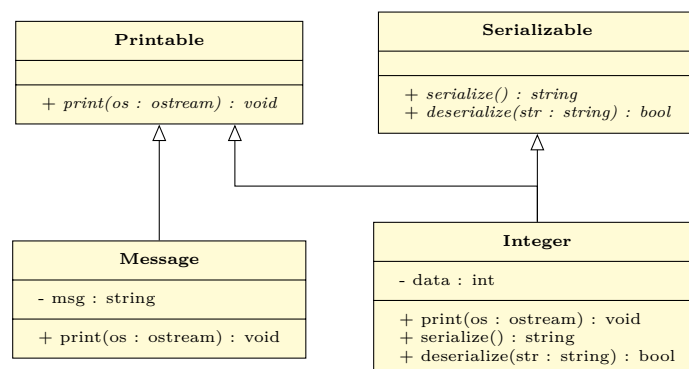 Printable
+ print(os : ostream) : void
Serializable
+ serialize() : string
+ deserialize(str : string) : bool
Message
- msg : string
+ print(os : ostream) : void
Integer
- data : int
+ print(os : ostream) : void
+ serialize() : string
+ deserialize(str : string) : bool